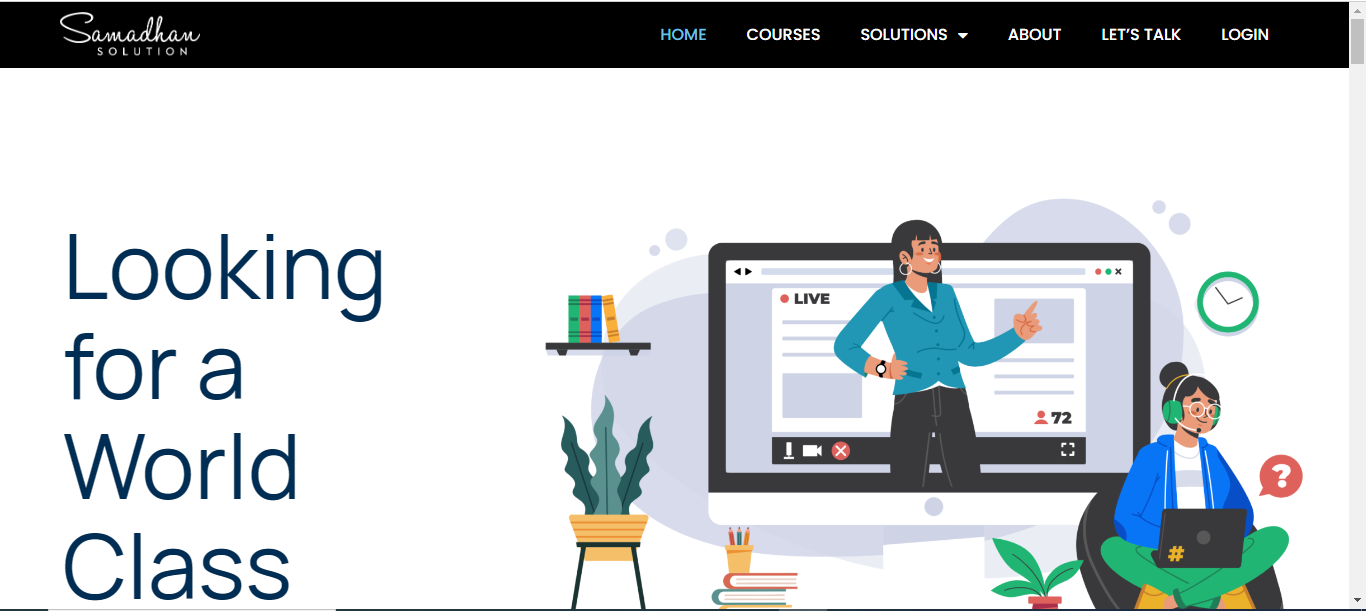 Samadhan
SOLUTION
HOME
COURSES
SOLUTIONS
ABOUT
LET'S TALK
LOGIN
Looking
for a
World
Class
LIVE
72
?
#